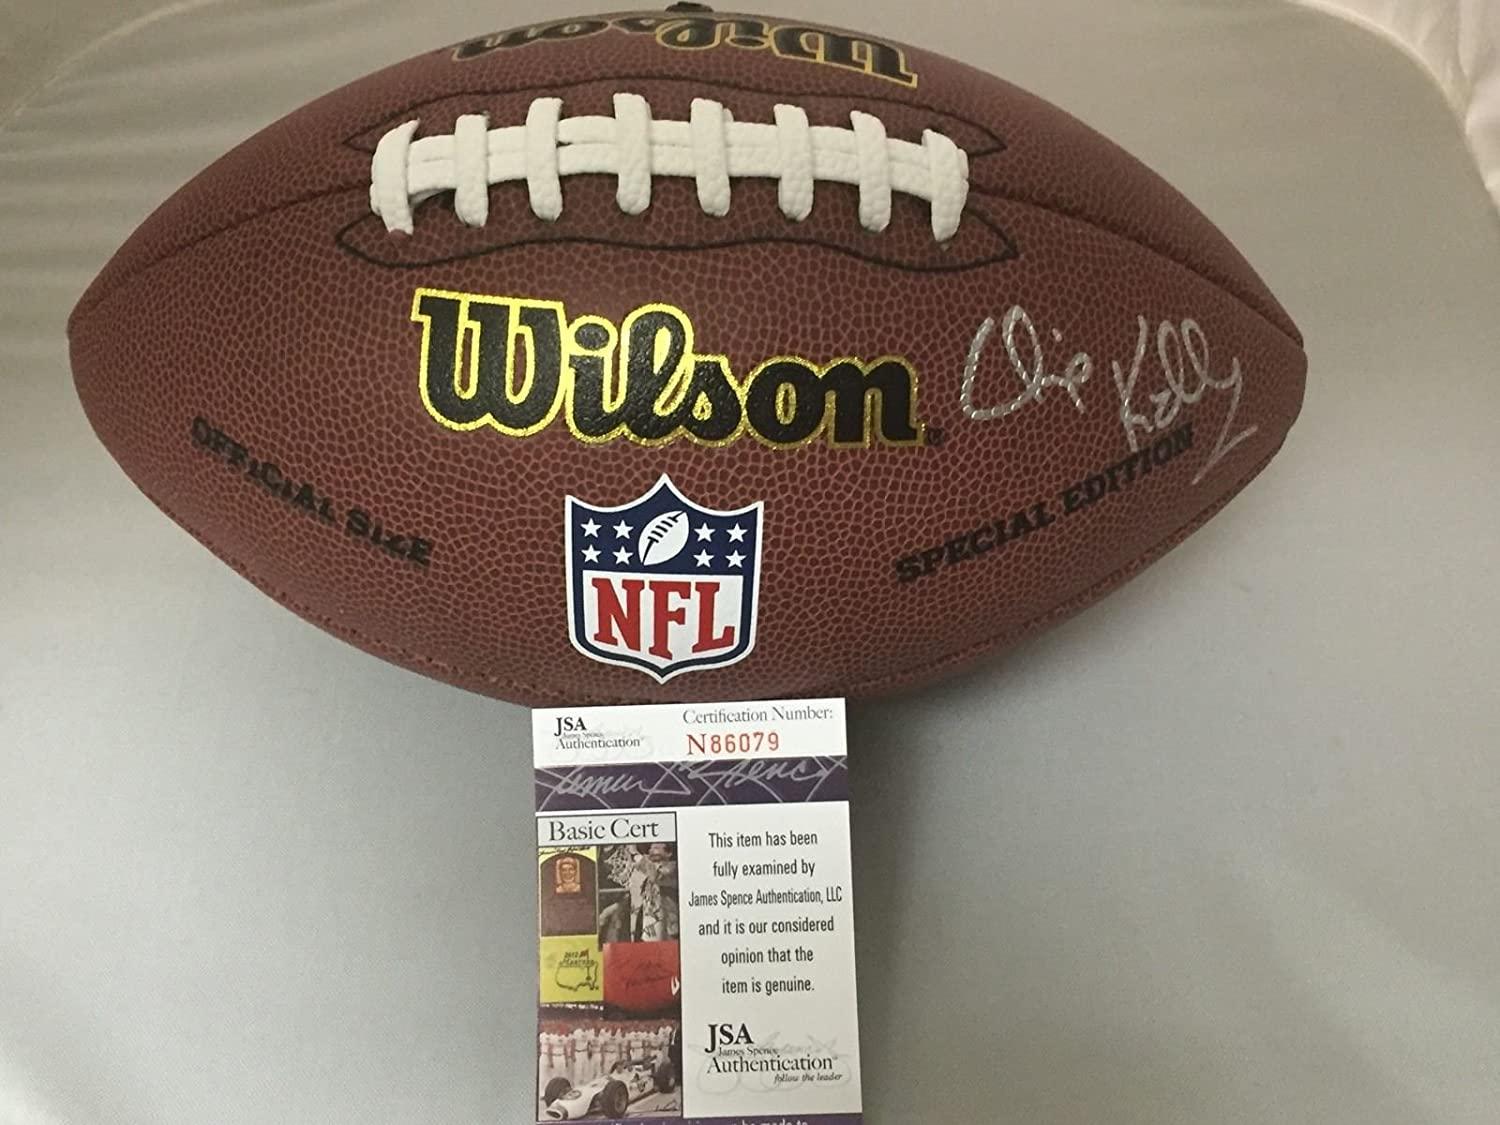 Wilson
Wilson
Chip Kelly
OFFICIAL SIZE
SPECIAL EDITION
NFL
JSA
James Spence
Authentication
Certification Number:
N86079
Basic Cert
This item has been
fully examined by
James Spence Authentication, LLC
and it is our considered
opinion that the
item is genuine.
JSA
James Spence
Authentication™
follow the leader